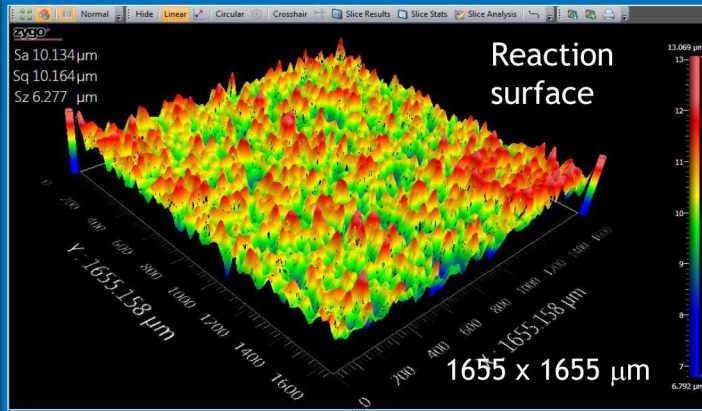 Normal Hide Linear Circular Crosshair Slice Results Slice Stats Slice Analysis
zygo
Sa 10.134 µm
Sq 10.164 µm
Sz 6.277 µm
Reaction
surface
13.069 µm
13
12
11
10
9
8
7
6.792 µm
0 200 400 600 800 1000 1200 1400 1600
Y: 1655.158 µm
0 200 400 600 800 1000 1200 1400 1600
X: 1655.158 µm
1655 x 1655 µm